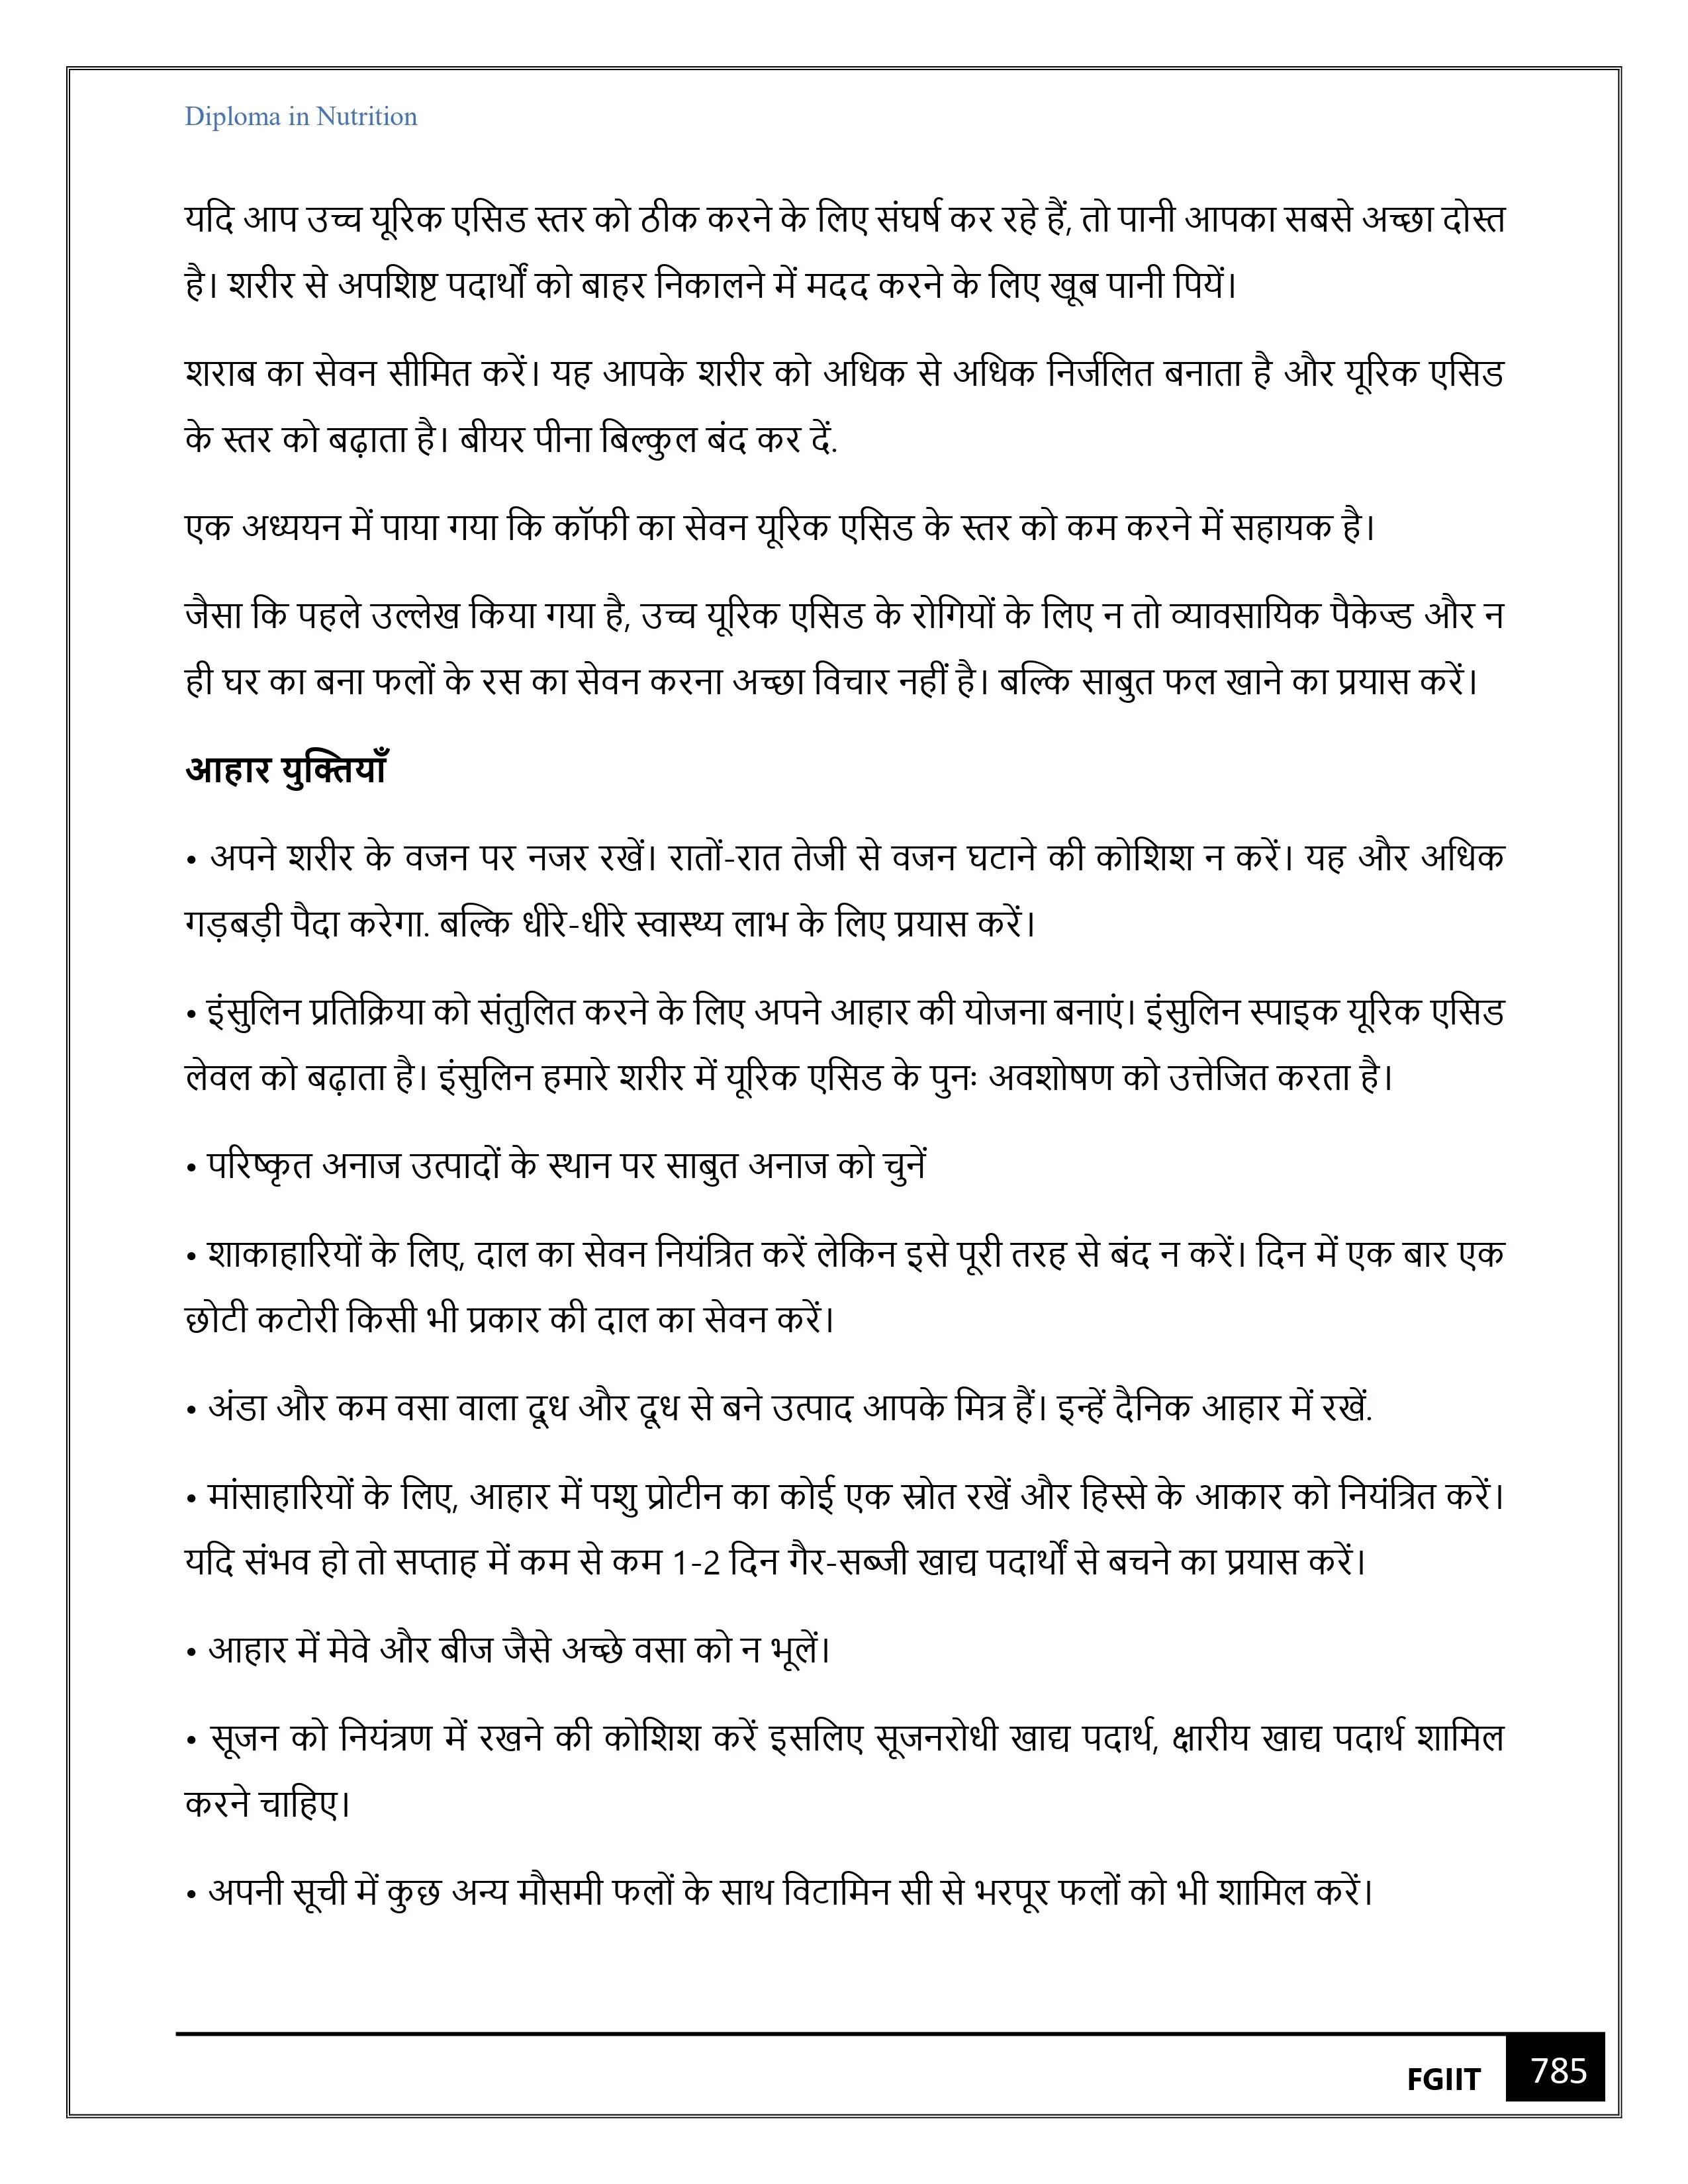 Diploma in Nutrition
यदि आप उच्च यूरिक एसिड स्तर को ठीक करने के लिए संघर्ष कर रहे हैं, तो पानी आपका सबसे अच्छा दोस्त
है। शरीर से अपशिष्ट पदार्थों को बाहर निकालने में मदद करने के लिए खूब पानी पियें।
शराब का सेवन सीमित करें। यह आपके शरीर को अधिक से अधिक निर्जलित बनाता है और यूरिक एसिड
के स्तर को बढ़ाता है। बीयर पीना बिल्कुल बंद कर दें.
एक अध्ययन में पाया गया कि कॉफी का सेवन यूरिक एसिड के स्तर को कम करने में सहायक है।
जैसा कि पहले उल्लेख किया गया है, उच्च यूरिक एसिड के रोगियों के लिए न तो व्यावसायिक पैकेज्ड और न
ही घर का बना फलों के रस का सेवन करना अच्छा विचार नहीं है। बल्कि साबुत फल खाने का प्रयास करें।
आहार युक्तियाँ
• अपने शरीर के वजन पर नजर रखें। रातों-रात तेजी से वजन घटाने की कोशिश न करें। यह और अधिक
गड़बड़ी पैदा करेगा. बल्कि धीरे-धीरे स्वास्थ्य लाभ के लिए प्रयास करें।
• इंसुलिन प्रतिक्रिया को संतुलित करने के लिए अपने आहार की योजना बनाएं। इंसुलिन स्पाइक यूरिक एसिड
लेवल को बढ़ाता है। इंसुलिन हमारे शरीर में यूरिक एसिड के पुनः अवशोषण को उत्तेजित करता है।
• परिष्कृत अनाज उत्पादों के स्थान पर साबुत अनाज को चुनें
• शाकाहारियों के लिए, दाल का सेवन नियंत्रित करें लेकिन इसे पूरी तरह से बंद न करें। दिन में एक बार एक
छोटी कटोरी किसी भी प्रकार की दाल का सेवन करें।
• अंडा और कम वसा वाला दूध और दूध से बने उत्पाद आपके मित्र हैं। इन्हें दैनिक आहार में रखें.
• मांसाहारियों के लिए, आहार में पशु प्रोटीन का कोई एक स्रोत रखें और हिस्से के आकार को नियंत्रित करें।
यदि संभव हो तो सप्ताह में कम से कम 1-2 दिन गैर-सब्जी खाद्य पदार्थों से बचने का प्रयास करें।
• आहार में मेवे और बीज जैसे अच्छे वसा को न भूलें।
• सूजन को नियंत्रण में रखने की कोशिश करें इसलिए सूजनरोधी खाद्य पदार्थ, क्षारीय खाद्य पदार्थ शामिल
करने चाहिए।
• अपनी सूची में कुछ अन्य मौसमी फलों के साथ विटामिन सी से भरपूर फलों को भी शामिल करें।
FGIIT 785